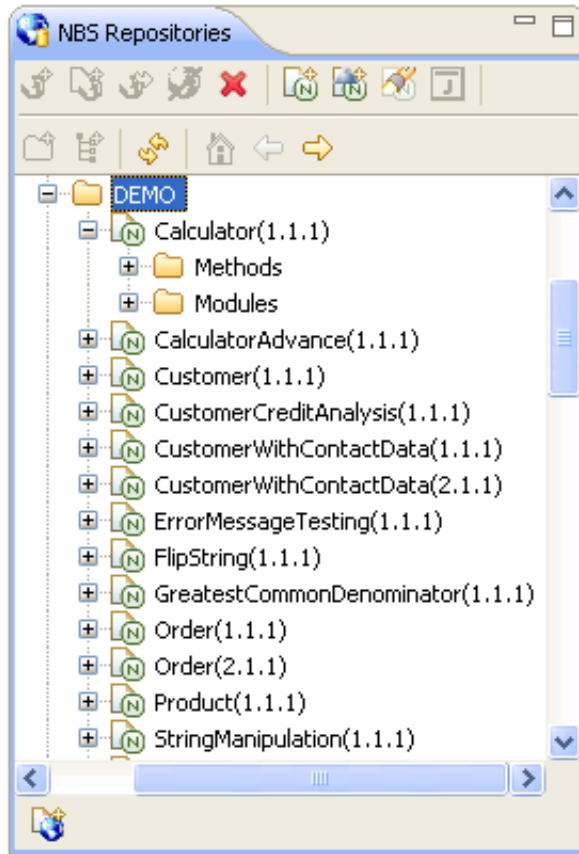 NBS Repositories
DEMO
Calculator(1.1.1)
Methods
Modules
CalculatorAdvance(1.1.1)
Customer(1.1.1)
CustomerCreditAnalysis(1.1.1)
CustomerWithContactData(1.1.1)
CustomerWithContactData(2.1.1)
ErrorMessageTesting(1.1.1)
FlipString(1.1.1)
GreatestCommonDenominator(1.1.1)
Order(1.1.1)
Order(2.1.1)
Product(1.1.1)
StringManipulation(1.1.1)